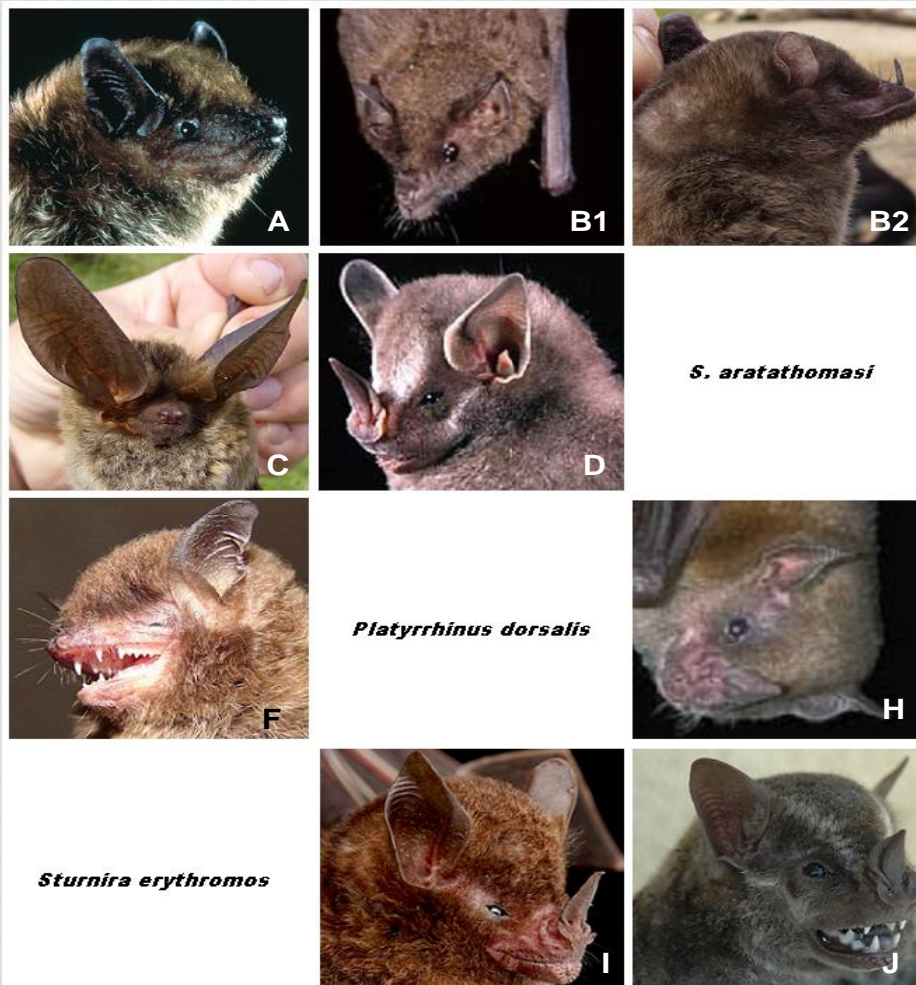 A
B1
B2
C
D
S. aratathomasi
F
Platyrrhinus dorsalis
H
Sturnira erythromos
I
J